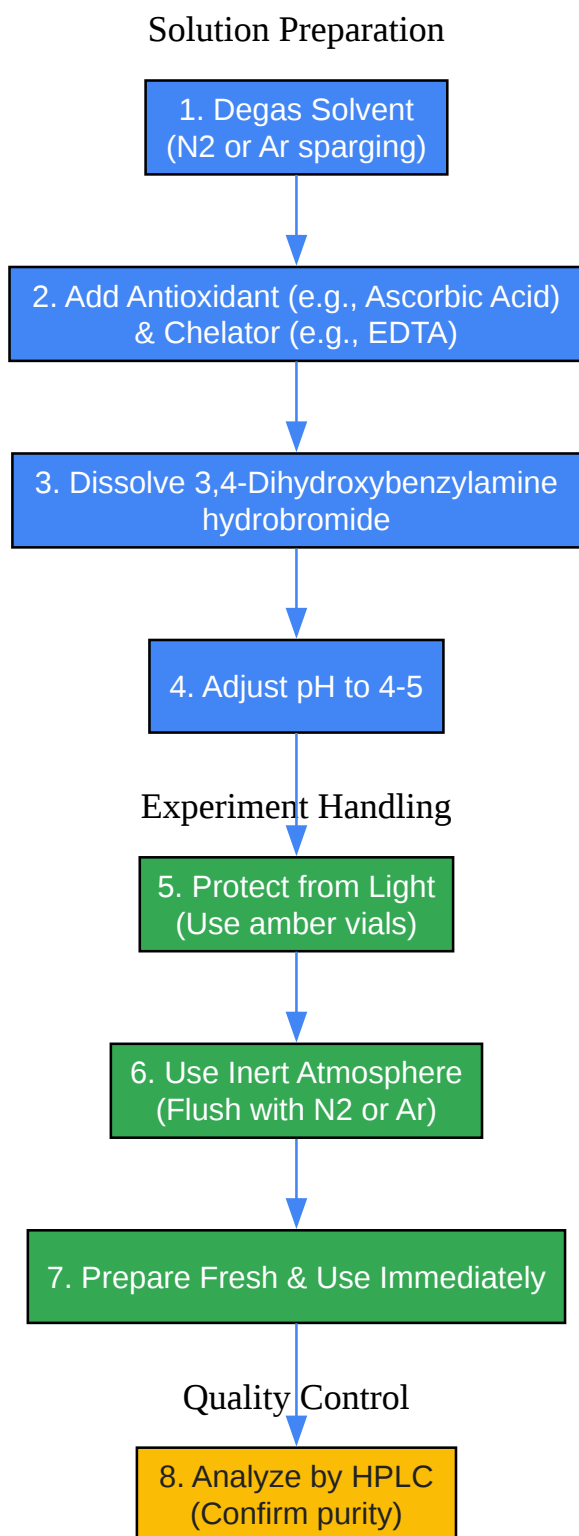 Solution Preparation
1. Degas Solvent
(N2 or Ar sparging)
2. Add Antioxidant (e.g., Ascorbic Acid)
& Chelator (e.g., EDTA)
3. Dissolve 3,4-Dihydroxybenzylamine
hydrobromide
4. Adjust pH to 4-5
Experiment Handling
5. Protect from Light
(Use amber vials)
6. Use Inert Atmosphere
(Flush with N2 or Ar)
7. Prepare Fresh & Use Immediately
Quality Control
8. Analyze by HPLC
(Confirm purity)